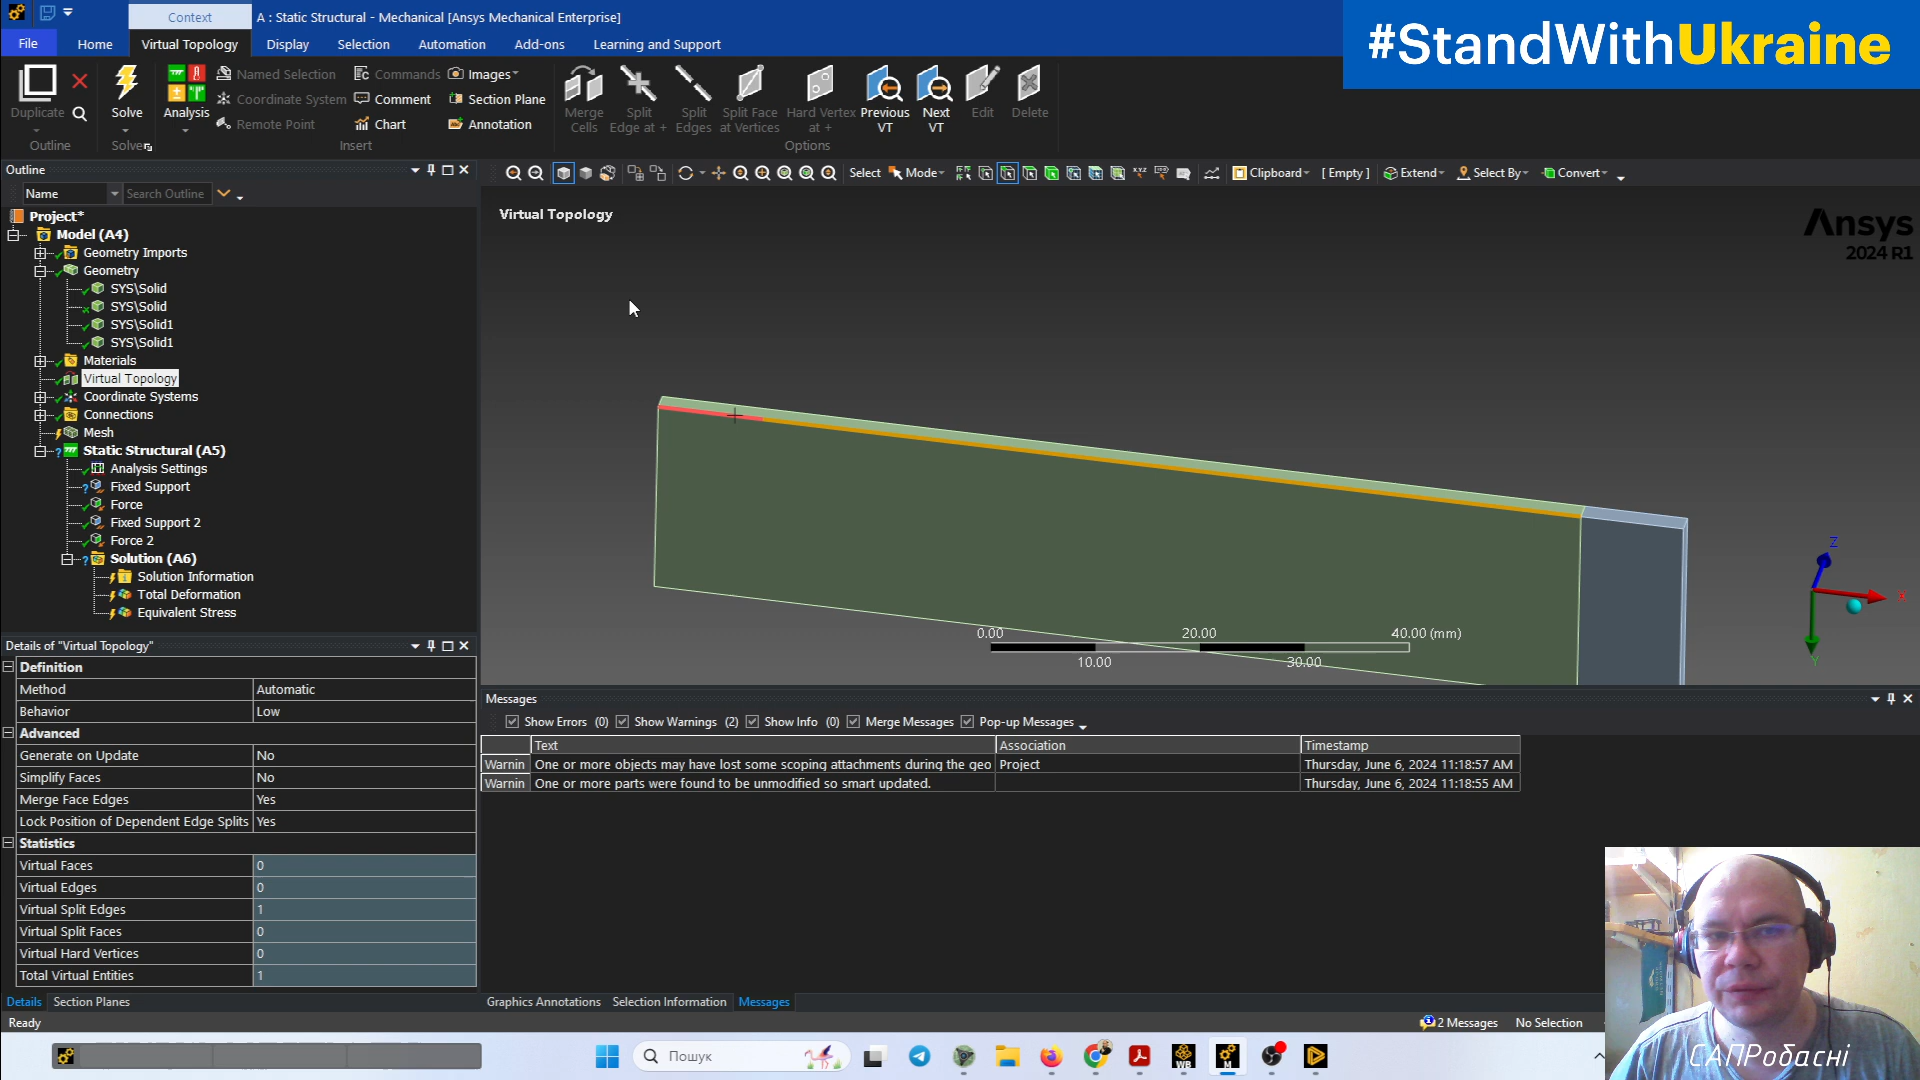 Context
A : Static Structural - Mechanical [Ansys Mechanical Enterprise]
#StandWithUkraine
File
Home
Virtual Topology
Display
Selection
Automation
Add-ons
Learning and Support
Duplicate
Outline
Solve
Solve
Analysis
Named Selection
Coordinate System
Remote Point
Commands
Comment
Chart
Images
Section Plane
Annotation
Insert
Merge Cells
Split Edge at +
Split Edges
Split Face at Vertices
Hard Vertex at +
Previous VT
Next VT
Edit
Delete
Options
Outline
Name
Search Outline
Select
Mode
Clipboard
[ Empty ]
Extend
Select By
Convert
Project*
Model (A4)
Geometry Imports
Geometry
SYS\Solid
SYS\Solid
SYS\Solid1
SYS\Solid1
Materials
Virtual Topology
Coordinate Systems
Connections
Mesh
Static Structural (A5)
Analysis Settings
Fixed Support
Force
Fixed Support 2
Force 2
Solution (A6)
Solution Information
Total Deformation
Equivalent Stress
Virtual Topology
Ansys
2024 R1
Z
X
Y
0.00
20.00
40.00 (mm)
10.00
30.00
Details of "Virtual Topology"
Definition
Method Automatic
Behavior Low
Advanced
Generate on Update No
Simplify Faces No
Merge Face Edges Yes
Lock Position of Dependent Edge Splits Yes
Statistics
Virtual Faces 0
Virtual Edges 0
Virtual Split Edges 1
Virtual Split Faces 0
Virtual Hard Vertices 0
Total Virtual Entities 1
Details
Section Planes
Ready
Messages
Show Errors (0)
Show Warnings (2)
Show Info (0)
Merge Messages
Pop-up Messages
Text Association Timestamp
Warnin One or more objects may have lost some scoping attachments during the geo Project Thursday, June 6, 2024 11:18:57 AM
Warnin One or more parts were found to be unmodified so smart updated. Thursday, June 6, 2024 11:18:55 AM
Graphics Annotations
Selection Information
Messages
2 Messages
No Selection
Пошук
WB
M
САПРобасні